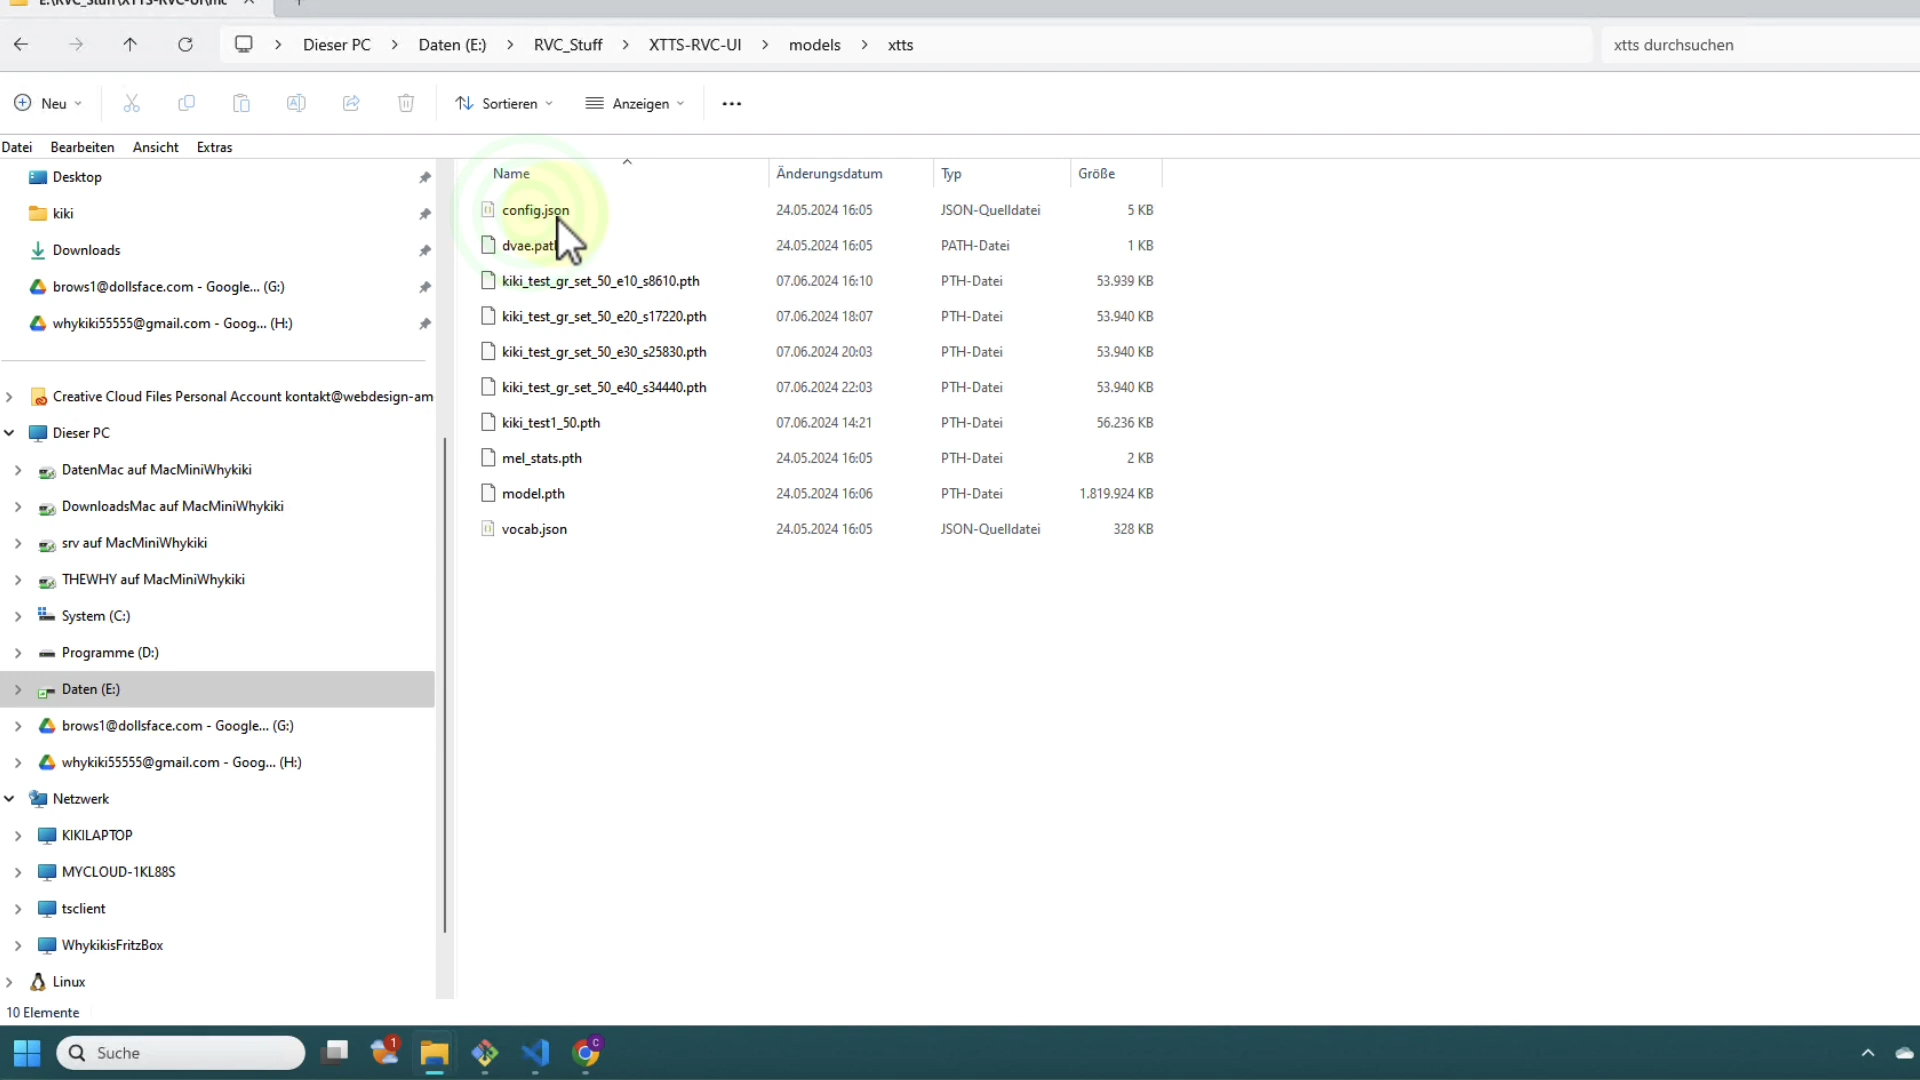 E:\RVC_Stuff\XTTS-RVC-UI\mc
Dieser PC > Daten (E:) > RVC_Stuff > XTTS-RVC-UI > models > xtts
xtts durchsuchen
Neu
Sortieren
Anzeigen
Datei Bearbeiten Ansicht Extras
Desktop
kiki
Downloads
brows1@dollsface.com - Google... (G:)
whykiki55555@gmail.com - Goog... (H:)
Creative Cloud Files Personal Account kontakt@webdesign-am
Dieser PC
DatenMac auf MacMiniWhykiki
DownloadsMac auf MacMiniWhykiki
srv auf MacMiniWhykiki
THEWHY auf MacMiniWhykiki
System (C:)
Programme (D:)
Daten (E:)
brows1@dollsface.com - Google... (G:)
whykiki55555@gmail.com - Goog... (H:)
Netzwerk
KIKILAPTOP
MYCLOUD-1KL88S
tsclient
WhykikisFritzBox
Linux
Name Änderungsdatum Typ Größe
config.json 24.05.2024 16:05 JSON-Quelldatei 5 KB
dvae.path 24.05.2024 16:05 PATH-Datei 1 KB
kiki_test_gr_set_50_e10_s8610.pth 07.06.2024 16:10 PTH-Datei 53.939 KB
kiki_test_gr_set_50_e20_s17220.pth 07.06.2024 18:07 PTH-Datei 53.940 KB
kiki_test_gr_set_50_e30_s25830.pth 07.06.2024 20:03 PTH-Datei 53.940 KB
kiki_test_gr_set_50_e40_s34440.pth 07.06.2024 22:03 PTH-Datei 53.940 KB
kiki_test1_50.pth 07.06.2024 14:21 PTH-Datei 56.236 KB
mel_stats.pth 24.05.2024 16:05 PTH-Datei 2 KB
model.pth 24.05.2024 16:06 PTH-Datei 1.819.924 KB
vocab.json 24.05.2024 16:05 JSON-Quelldatei 328 KB
10 Elemente
Suche
1
C